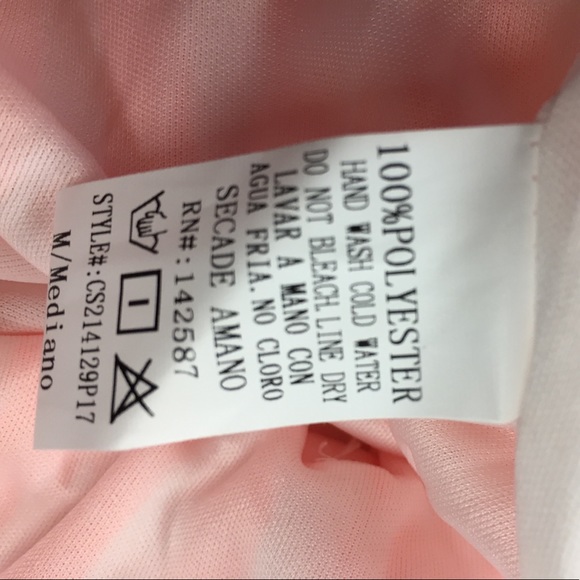 100%POLYESTER
HAND WASH COLD WATER
DO NOT BLEACH.LINE DRY
LAVAR A MANO CON
AGUA FRIA.NO CLORO
SECADE AMANO
RN#:142587
STYLE#:CS214129P17
M/Mediano